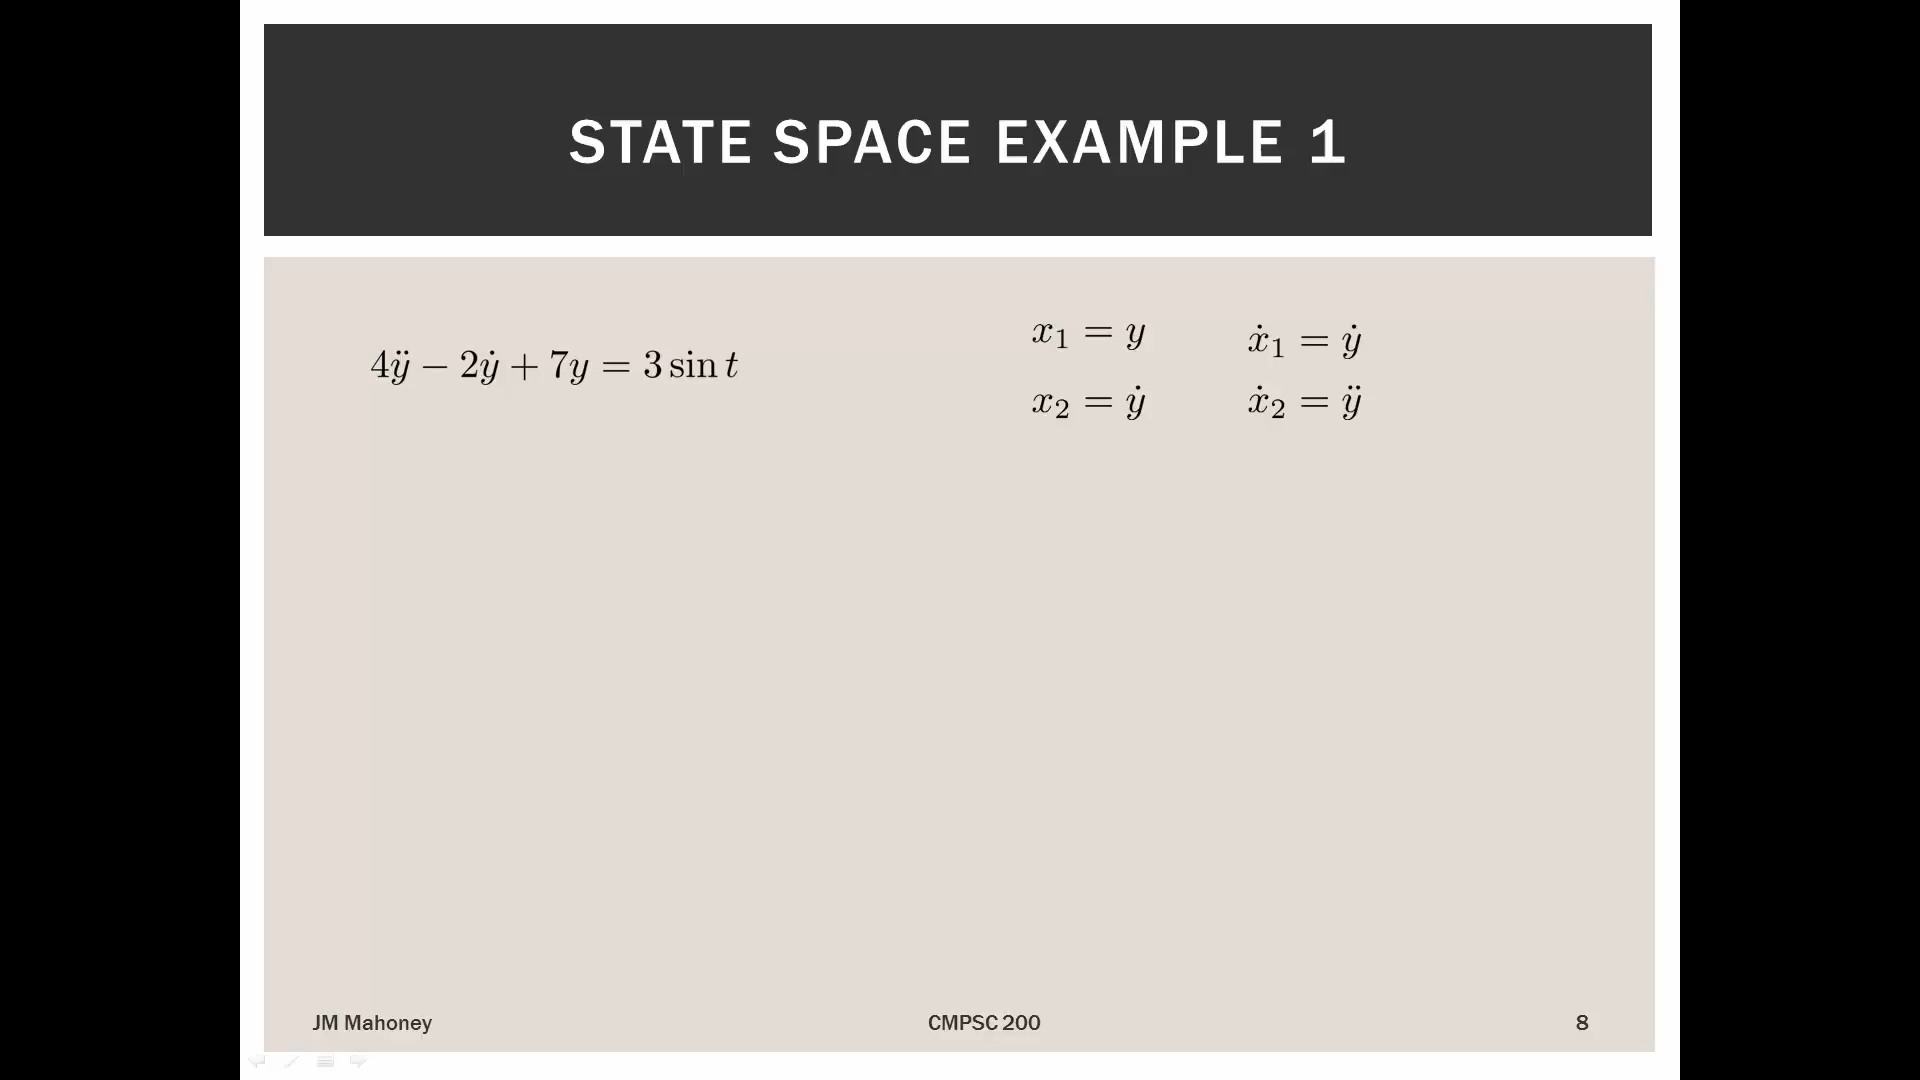 STATE SPACE EXAMPLE 1
4ÿ − 2ẏ + 7y = 3 sin t
x₁ = y
ẋ₁ = ẏ
x₂ = ẏ
ẋ₂ = ÿ
JM Mahoney
CMPSC 200
8